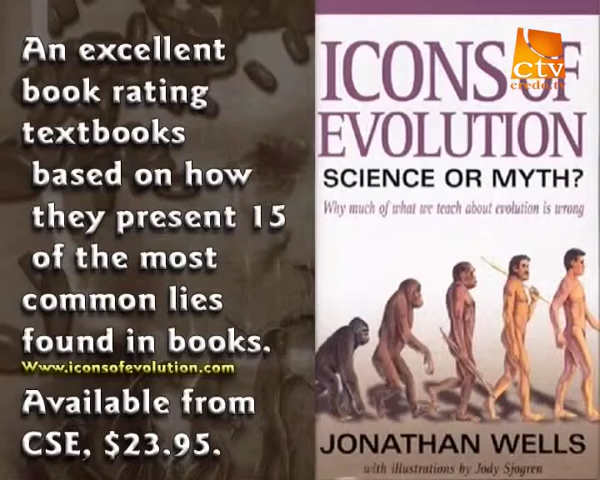 An excellent
book rating
textbooks
based on how
they present 15
of the most
common lies
found in books.
Www.iconsofevolution.com
Available from
CSE, $23.95.
ICONS OF
EVOLUTION
SCIENCE OR MYTH?
Why much of what we teach about evolution is wrong
JONATHAN WELLS
with illustrations by Jody Sjogren
ctv
credo.tv